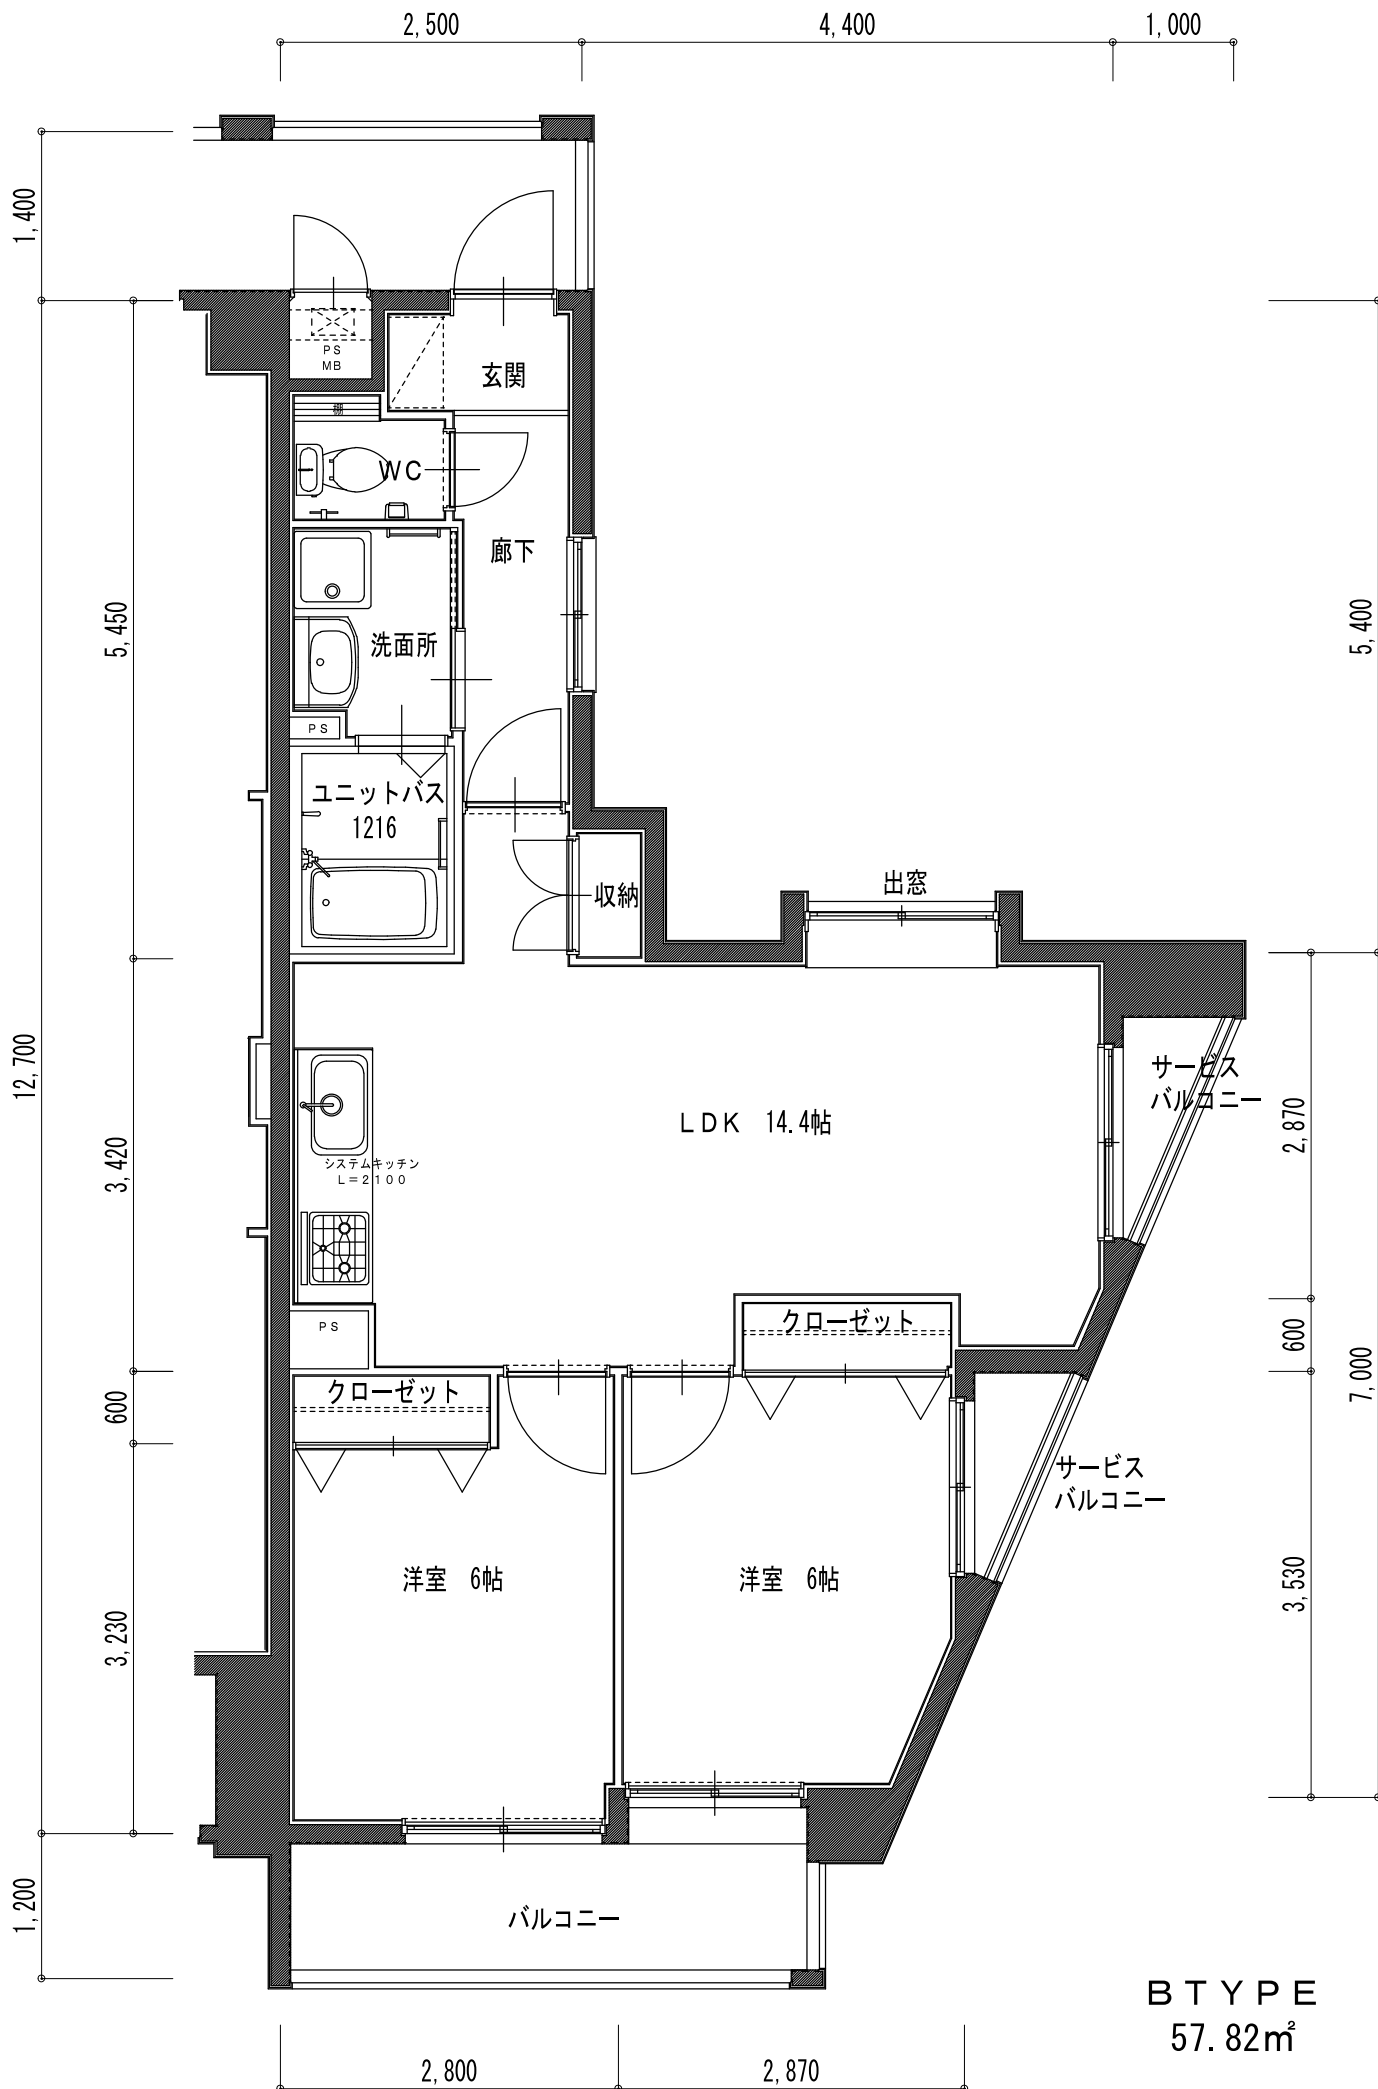 2,500
4,400
1,000
1,400
PS
MB
玄関
棚
WC
廊下
5,450
5,400
洗面所
PS
ユニットバス
1216
収納
出窓
12,700
サービス
バルコニー
LDK 14.4帖
2,870
3,420
システムキッチン
L=2100
PS
クローゼット
600
7,000
クローゼット
600
サービス
バルコニー
洋室 6帖
洋室 6帖
3,530
3,230
1,200
バルコニー
BTYPE
57.82㎡
2,800
2,870